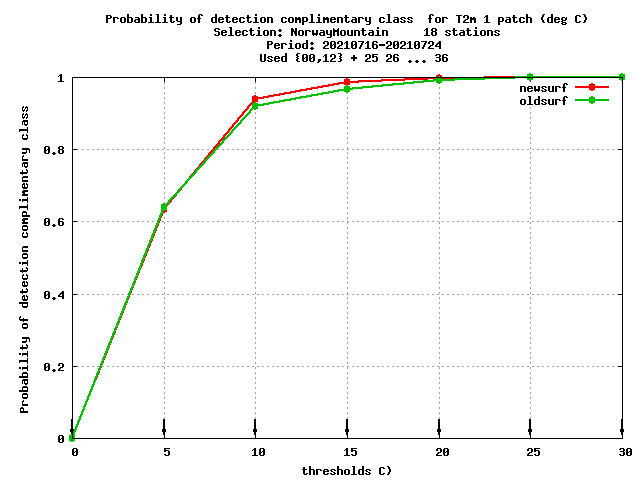 Probability of detection complimentary class  for T2m 1 patch (deg C)
Selection: NorwayMountain     18 stations
Period: 20210716-20210724
Used {00,12} + 25 26 ... 36
newsurf
oldsurf
Probability of detection complimentary class
1
0.8
0.6
0.4
0.2
0
0 5 10 15 20 25 30
thresholds C)